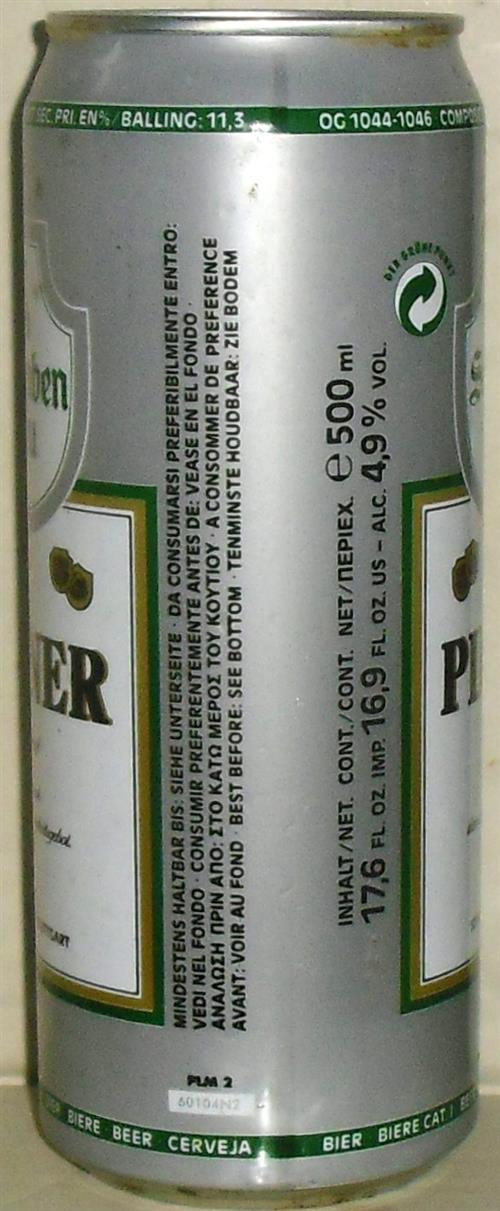 SEC. PRI. EN % / BALLING: 11,3
OG 1044-1046 COMPOS
DER GRÜNE PUNKT
ben
NER
PI
MINDESTENS HALTBAR BIS: SIEHE UNTERSEITE · DA CONSUMARSI PREFERIBILMENTE ENTRO:
VEDI NEL FONDO · CONSUMIR PREFERENTEMENTE ANTES DE: VEASE EN EL FONDO ·
ΑΝΑΛΩΣΗ ΠΡΙΝ ΑΠΟ: ΣΤΟ ΚΑΤΩ ΜΕΡΟΣ ΤΟΥ ΚΟΥΤΙΟΥ · A CONSOMMER DE PREFERENCE
AVANT: VOIR AU FOND · BEST BEFORE: SEE BOTTOM · TENMINSTE HOUDBAAR: ZIE BODEM
INHALT/NET. CONT./CONT. NET/ΠΕΡΙΕΧ. ℮ 500 ml
17,6 FL. OZ. IMP. 16,9 FL. OZ. US – ALC. 4,9 % VOL.
PLM 2
60104N2
BIERE BEER CERVEJA
BIER BIERE CAT I